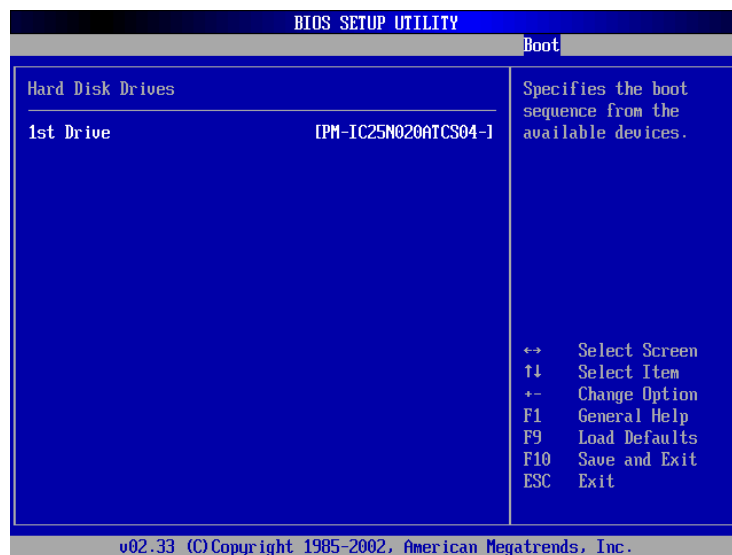 BIOS SETUP UTILITY
Boot
Hard Disk Drives
1st Drive [PM-IC25N020ATCS04-]
Specifies the boot
sequence from the
available devices.
↔ Select Screen
↑↓ Select Item
+- Change Option
F1 General Help
F9 Load Defaults
F10 Save and Exit
ESC Exit
v02.33 (C)Copyright 1985-2002, American Megatrends, Inc.